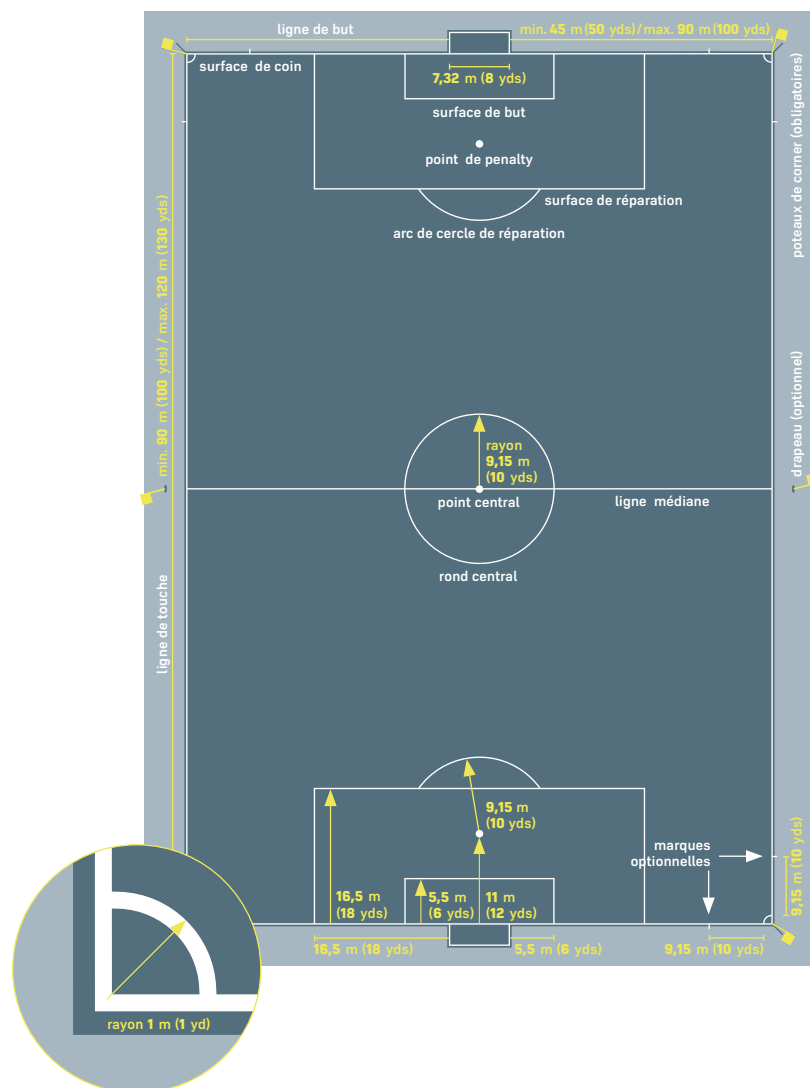 ligne de but
min. 45 m (50 yds)/max. 90 m (100 yds)
surface de coin
7,32 m (8 yds)
surface de but
point de penalty
surface de réparation
arc de cercle de réparation
poteaux de corner (obligatoires)
min. 90 m (100 yds) / max. 120 m (130 yds)
drapeau (optionnel)
rayon
9,15 m
(10 yds)
point central
ligne médiane
rond central
ligne de touche
9,15 m
(10 yds)
marques
optionnelles
9,15 m (10 yds)
16,5 m
(18 yds)
5,5 m
(6 yds)
11 m
(12 yds)
16,5 m (18 yds)
5,5 m (6 yds)
9,15 m (10 yds)
rayon 1 m (1 yd)